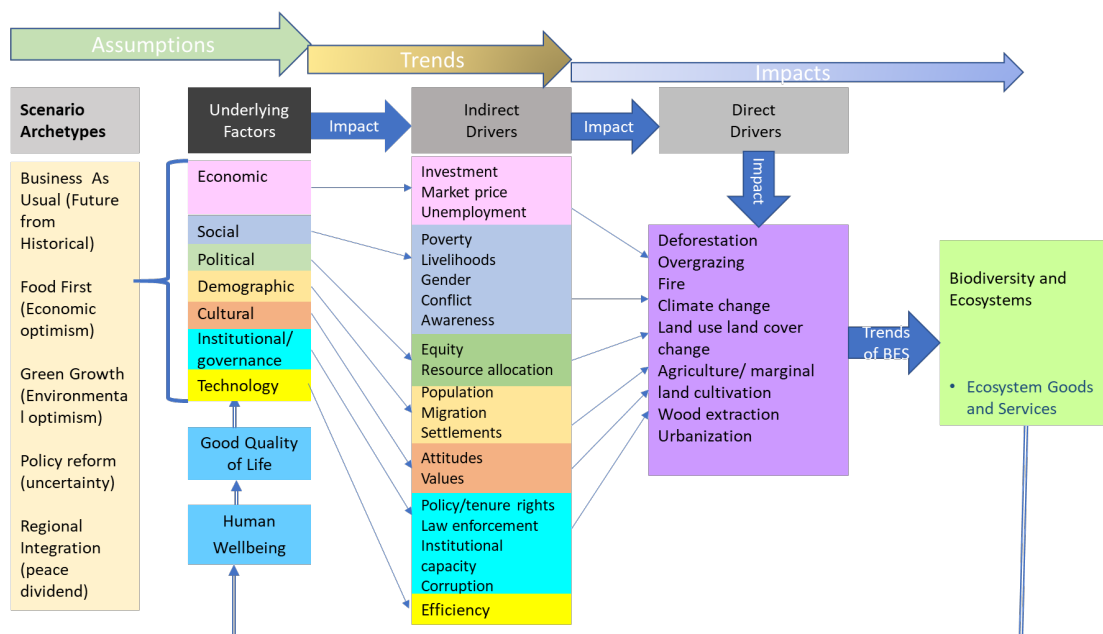 Assumptions
Trends
Impacts
Scenario
Archetypes
Underlying
Factors
Impact
Indirect
Drivers
Impact
Direct
Drivers
Business As
Usual (Future
from
Historical)
Food First
(Economic
optimism)
Green Growth
(Environmenta
l optimism)
Policy reform
(uncertainty)
Regional
Integration
(peace
dividend)
Economic
Social
Political
Demographic
Cultural
Institutional/
governance
Technology
Good Quality
of Life
Human
Wellbeing
Investment
Market price
Unemployment
Poverty
Livelihoods
Gender
Conflict
Awareness
Equity
Resource allocation
Population
Migration
Settlements
Attitudes
Values
Policy/tenure rights
Law enforcement
Institutional
capacity
Corruption
Efficiency
Impact
Deforestation
Overgrazing
Fire
Climate change
Land use land cover
change
Agriculture/ marginal
land cultivation
Wood extraction
Urbanization
Trends
of BES
Biodiversity and
Ecosystems
• Ecosystem Goods
and Services